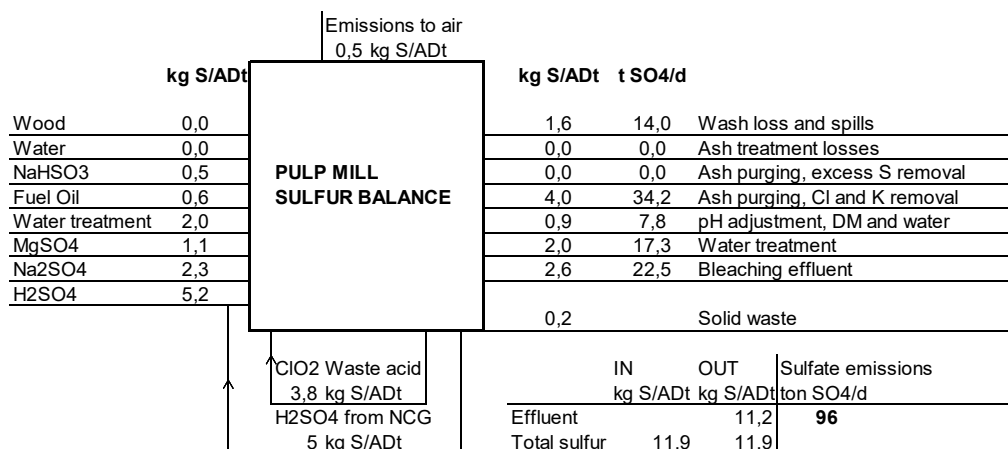 Emissions to air
0,5 kg S/ADt
kg S/ADt kg S/ADt t SO4/d
Wood 0,0 1,6 14,0 Wash loss and spills
Water 0,0 0,0 0,0 Ash treatment losses
NaHSO3 0,5 PULP MILL 0,0 0,0 Ash purging, excess S removal
Fuel Oil 0,6 SULFUR BALANCE 4,0 34,2 Ash purging, Cl and K removal
Water treatment 2,0 0,9 7,8 pH adjustment, DM and water
MgSO4 1,1 2,0 17,3 Water treatment
Na2SO4 2,3 2,6 22,5 Bleaching effluent
H2SO4 5,2
0,2 Solid waste
ClO2 Waste acid IN OUT Sulfate emissions
3,8 kg S/ADt kg S/ADt kg S/ADt ton SO4/d
H2SO4 from NCG Effluent 11,2 96
5 kg S/ADt Total sulfur 11,9 11,9